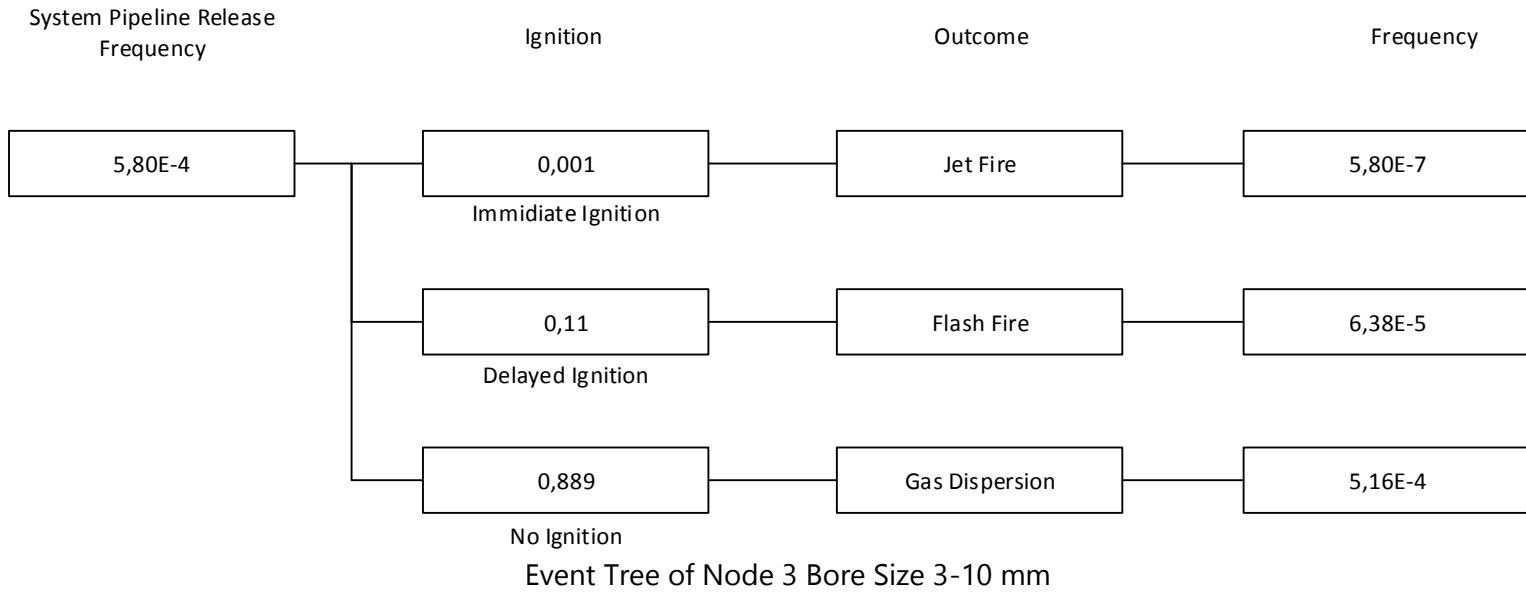 System Pipeline Release
Frequency
Ignition
Outcome
Frequency
5,80E-4
0,001
Jet Fire
5,80E-7
Immidiate Ignition
0,11
Flash Fire
6,38E-5
Delayed Ignition
0,889
Gas Dispersion
5,16E-4
No Ignition
Event Tree of Node 3 Bore Size 3-10 mm